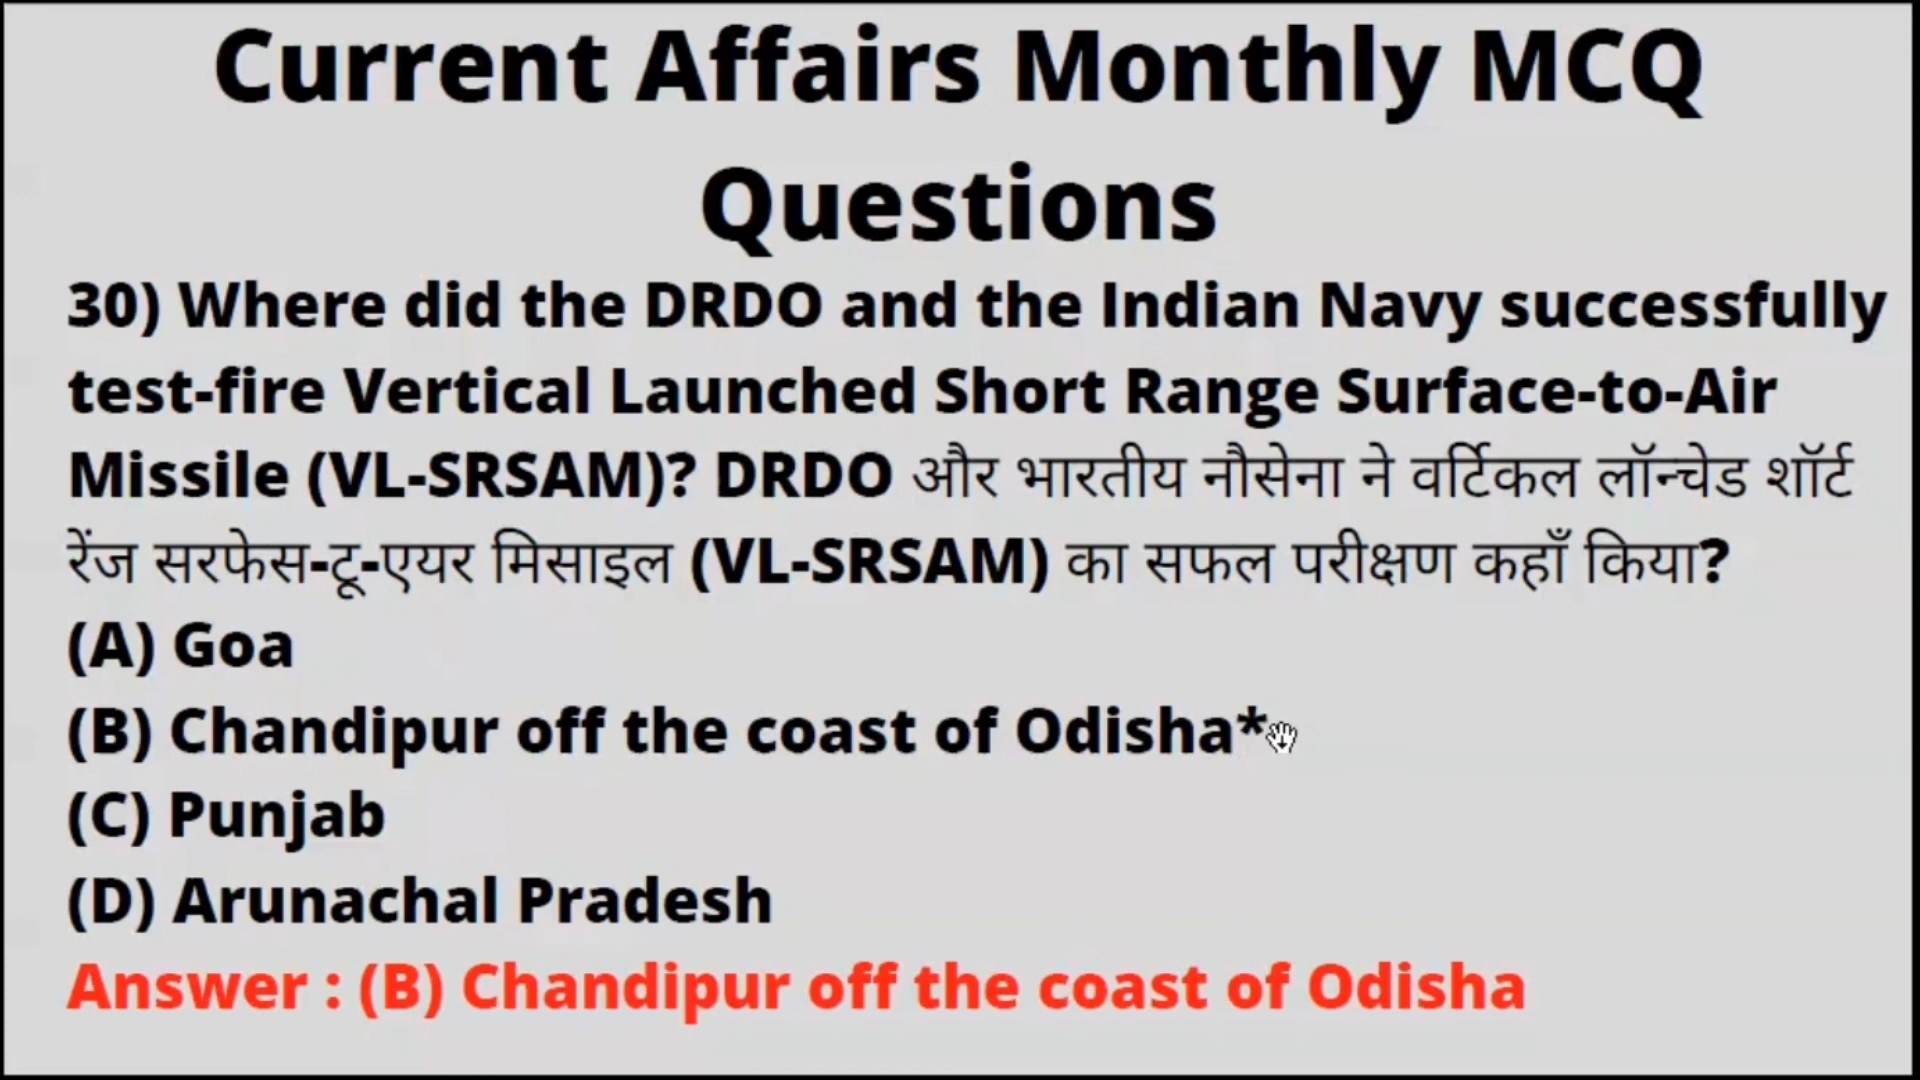 Current Affairs Monthly MCQ
Questions
30) Where did the DRDO and the Indian Navy successfully
test-fire Vertical Launched Short Range Surface-to-Air
Missile (VL-SRSAM)? DRDO और भारतीय नौसेना ने वर्टिकल लॉन्चेड शॉर्ट
रेंज सरफेस-टू-एयर मिसाइल (VL-SRSAM) का सफल परीक्षण कहाँ किया?
(A) Goa
(B) Chandipur off the coast of Odisha*
(C) Punjab
(D) Arunachal Pradesh
Answer : (B) Chandipur off the coast of Odisha